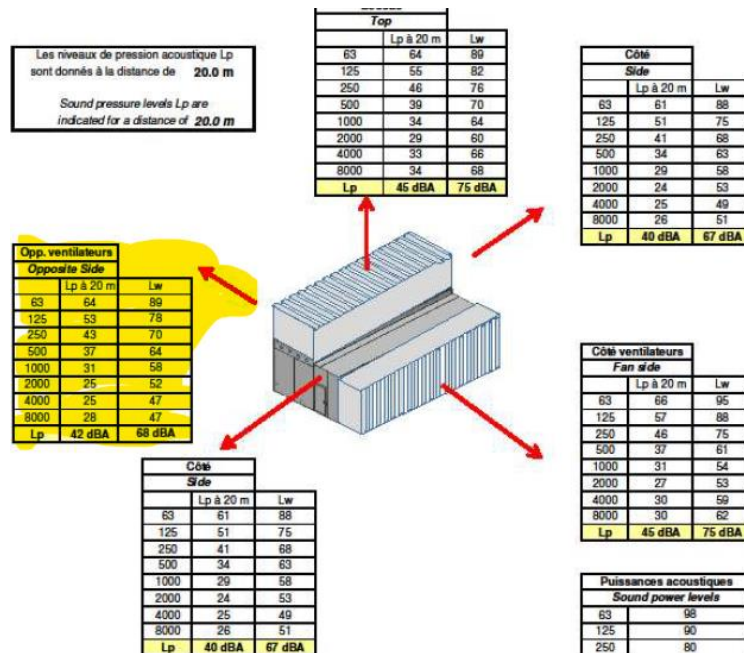 Top
Lp à 20 m Lw
63 64 89
125 55 82
250 46 76
500 39 70
1000 34 64
2000 29 60
4000 33 66
8000 34 68
Lp 45 dBA 75 dBA
Les niveaux de pression acoustique Lp
sont donnés à la distance de 20.0 m
Sound pressure levels Lp are
indicated for a distance of 20.0 m
Côté
Side
Lp à 20 m Lw
63 61 88
125 51 75
250 41 68
500 34 63
1000 29 58
2000 24 53
4000 25 49
8000 26 51
Lp 40 dBA 67 dBA
Opp. ventilateurs
Opposite Side
Lp à 20 m Lw
63 64 89
125 53 78
250 43 70
500 37 64
1000 31 58
2000 25 52
4000 25 47
8000 28 47
Lp 42 dBA 68 dBA
Côté ventilateurs
Fan side
Lp à 20 m Lw
63 66 95
125 57 88
250 46 75
500 37 61
1000 31 54
2000 27 53
4000 30 59
8000 30 62
Lp 45 dBA 75 dBA
Côté
Side
Lp à 20 m Lw
63 61 88
125 51 75
250 41 68
500 34 63
1000 29 58
2000 24 53
4000 25 49
8000 26 51
Lp 40 dBA 67 dBA
Puissances acoustiques
Sound power levels
63 98
125 90
250 80